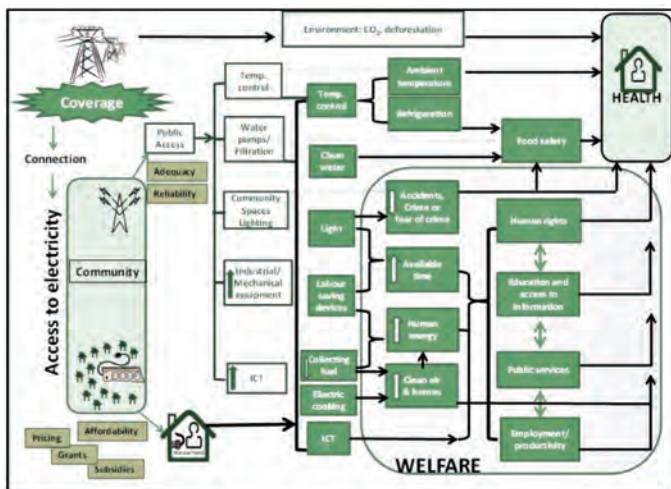 Environment: CO₂, deforestation
HEALTH
Coverage
Connection
Access to electricity
Community
Public
Access
Adequacy
Reliability
Temp.
control
Water
pumps/
Filtration
Community
Spaces
Lighting
Industrial/
Mechanical
equipment
ICT
Affordability
Pricing
Grants
Subsidies
Temp.
control
Clean
water
Light
Labour
saving
devices
Collecting
fuel
Electric
cooking
ICT
Ambient
temperature
Refrigeration
Food safety
Accidents,
Crime or
fear of crime
Available
time
Human
energy
Clean air
& homes
Human rights
Education and
access to
information
Public services
Employment/
productivity
WELFARE